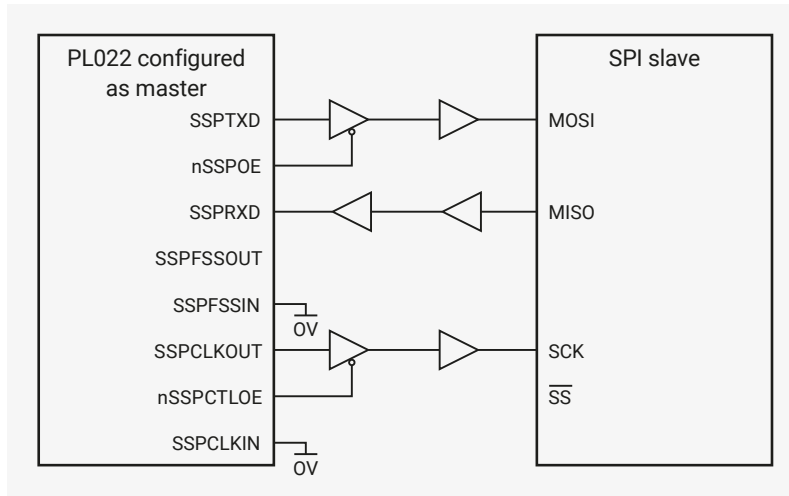 PL022 configured
as master
SSPTXD
nSSPOE
SSPRXD
SSPFSSOUT
SSPFSSIN
0V
SSPCLKOUT
nSSPCTLOE
SSPCLKIN
0V
SPI slave
MOSI
MISO
SCK
S̅S̅